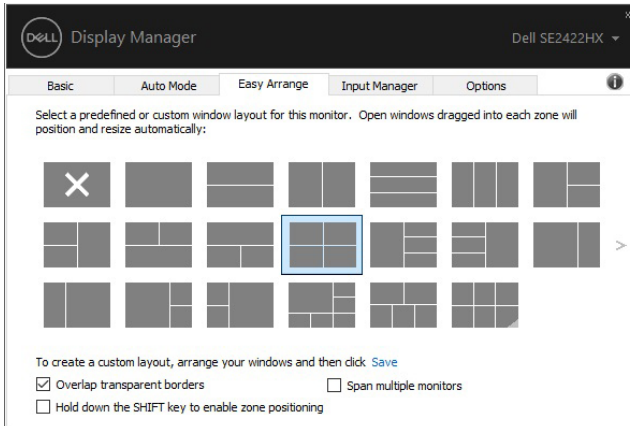 DELL Display Manager Dell SE2422HX
Basic Auto Mode Easy Arrange Input Manager Options
Select a predefined or custom window layout for this monitor. Open windows dragged into each zone will
position and resize automatically:
To create a custom layout, arrange your windows and then click Save
Overlap transparent borders Span multiple monitors
Hold down the SHIFT key to enable zone positioning